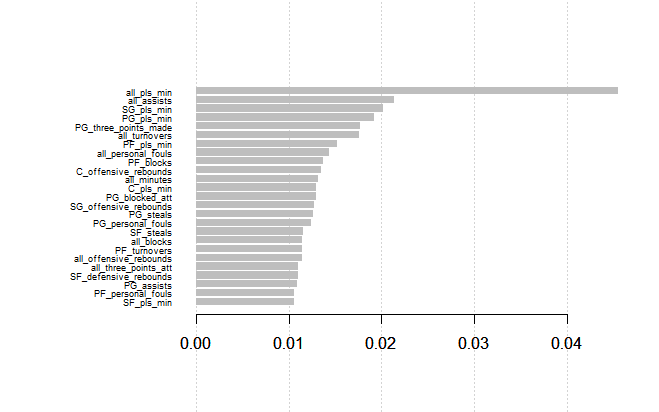 all_pls_min
all_assists
SG_pls_min
PG_pls_min
PG_three_points_made
all_turnovers
PF_pls_min
all_personal_fouls
PF_blocks
C_offensive_rebounds
all_minutes
C_pls_min
PG_blocked_att
SG_offensive_rebounds
PG_steals
PG_personal_fouls
SF_steals
all_blocks
PF_turnovers
all_offensive_rebounds
all_three_points_att
SF_defensive_rebounds
PG_assists
PF_personal_fouls
SF_pls_min
0.00 0.01 0.02 0.03 0.04